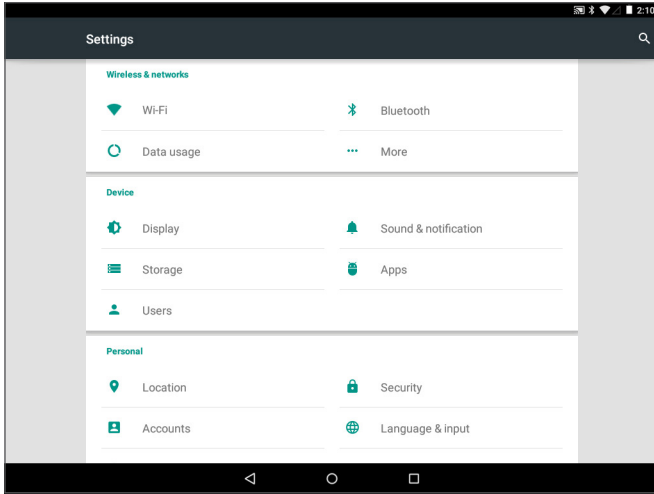 2:10
Settings
Wireless & networks
Wi-Fi Bluetooth
Data usage More
Device
Display Sound & notification
Storage Apps
Users
Personal
Location Security
Accounts Language & input